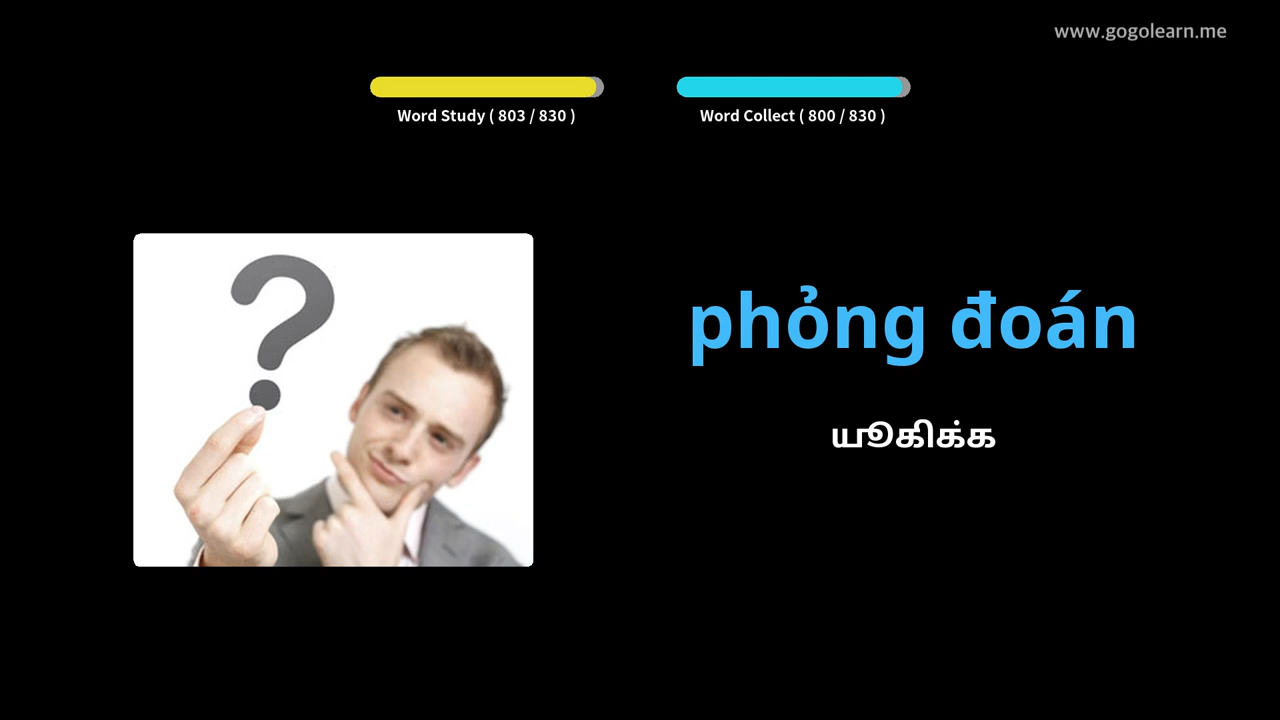 www.gogolearn.me
Word Study ( 803 / 830 )
Word Collect ( 800 / 830 )
phỏng đoán
யூகிக்க